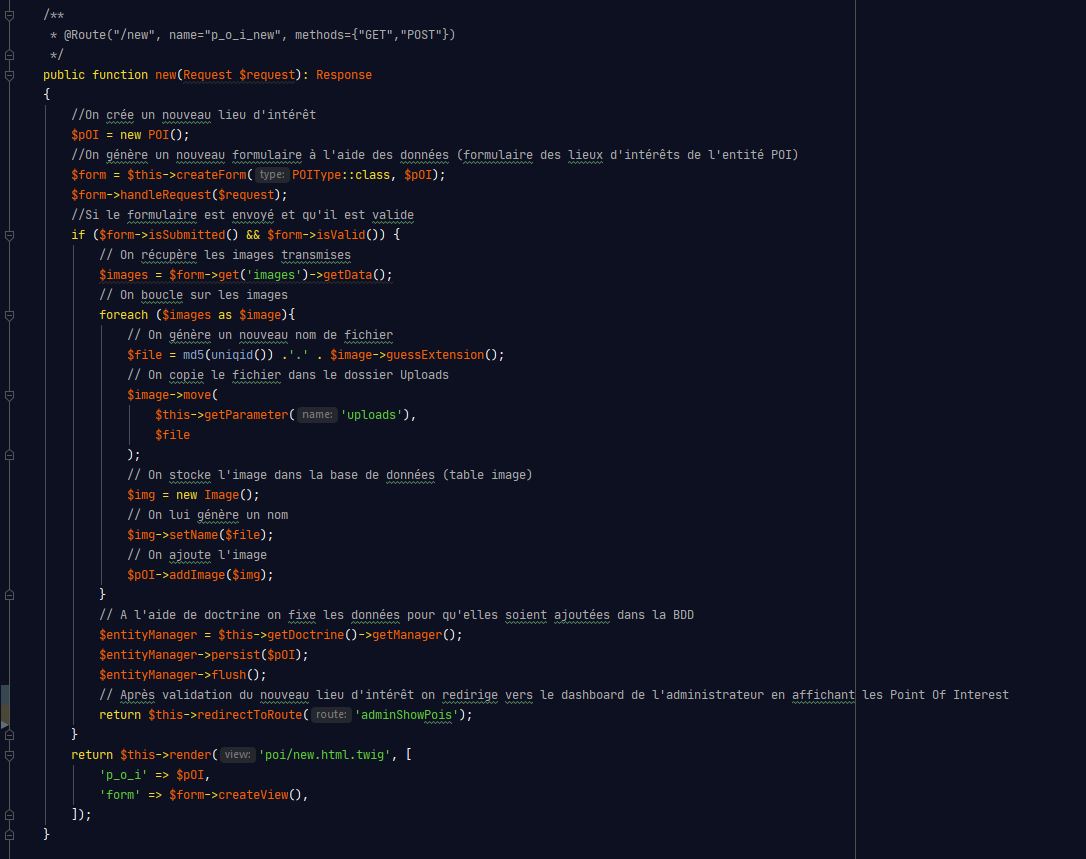 /**
 * @Route("/new", name="p_o_i_new", methods={"GET","POST"})
 */
public function new(Request $request): Response
{
    //On crée un nouveau lieu d'intérêt
    $pOI = new POI();
    //On génère un nouveau formulaire à l'aide des données (formulaire des lieux d'intérêts de l'entité POI)
    $form = $this->createForm( type: POIType::class, $pOI);
    $form->handleRequest($request);
    //Si le formulaire est envoyé et qu'il est valide
    if ($form->isSubmitted() && $form->isValid()) {
        // On récupère les images transmises
        $images = $form->get('images')->getData();
        // On boucle sur les images
        foreach ($images as $image){
            // On génère un nouveau nom de fichier
            $file = md5(uniqid()) .'.' . $image->guessExtension();
            // On copie le fichier dans le dossier Uploads
            $image->move(
                $this->getParameter( name: 'uploads'),
                $file
            );
            // On stocke l'image dans la base de données (table image)
            $img = new Image();
            // On lui génère un nom
            $img->setName($file);
            // On ajoute l'image
            $pOI->addImage($img);
        }
        // A l'aide de doctrine on fixe les données pour qu'elles soient ajoutées dans la BDD
        $entityManager = $this->getDoctrine()->getManager();
        $entityManager->persist($pOI);
        $entityManager->flush();
        // Après validation du nouveau lieu d'intérêt on redirige vers le dashboard de l'administrateur en affichant les Point Of Interest
        return $this->redirectToRoute( route: 'adminShowPois');
    }
    return $this->render( view: 'poi/new.html.twig', [
        'p_o_i' => $pOI,
        'form' => $form->createView(),
    ]);
}